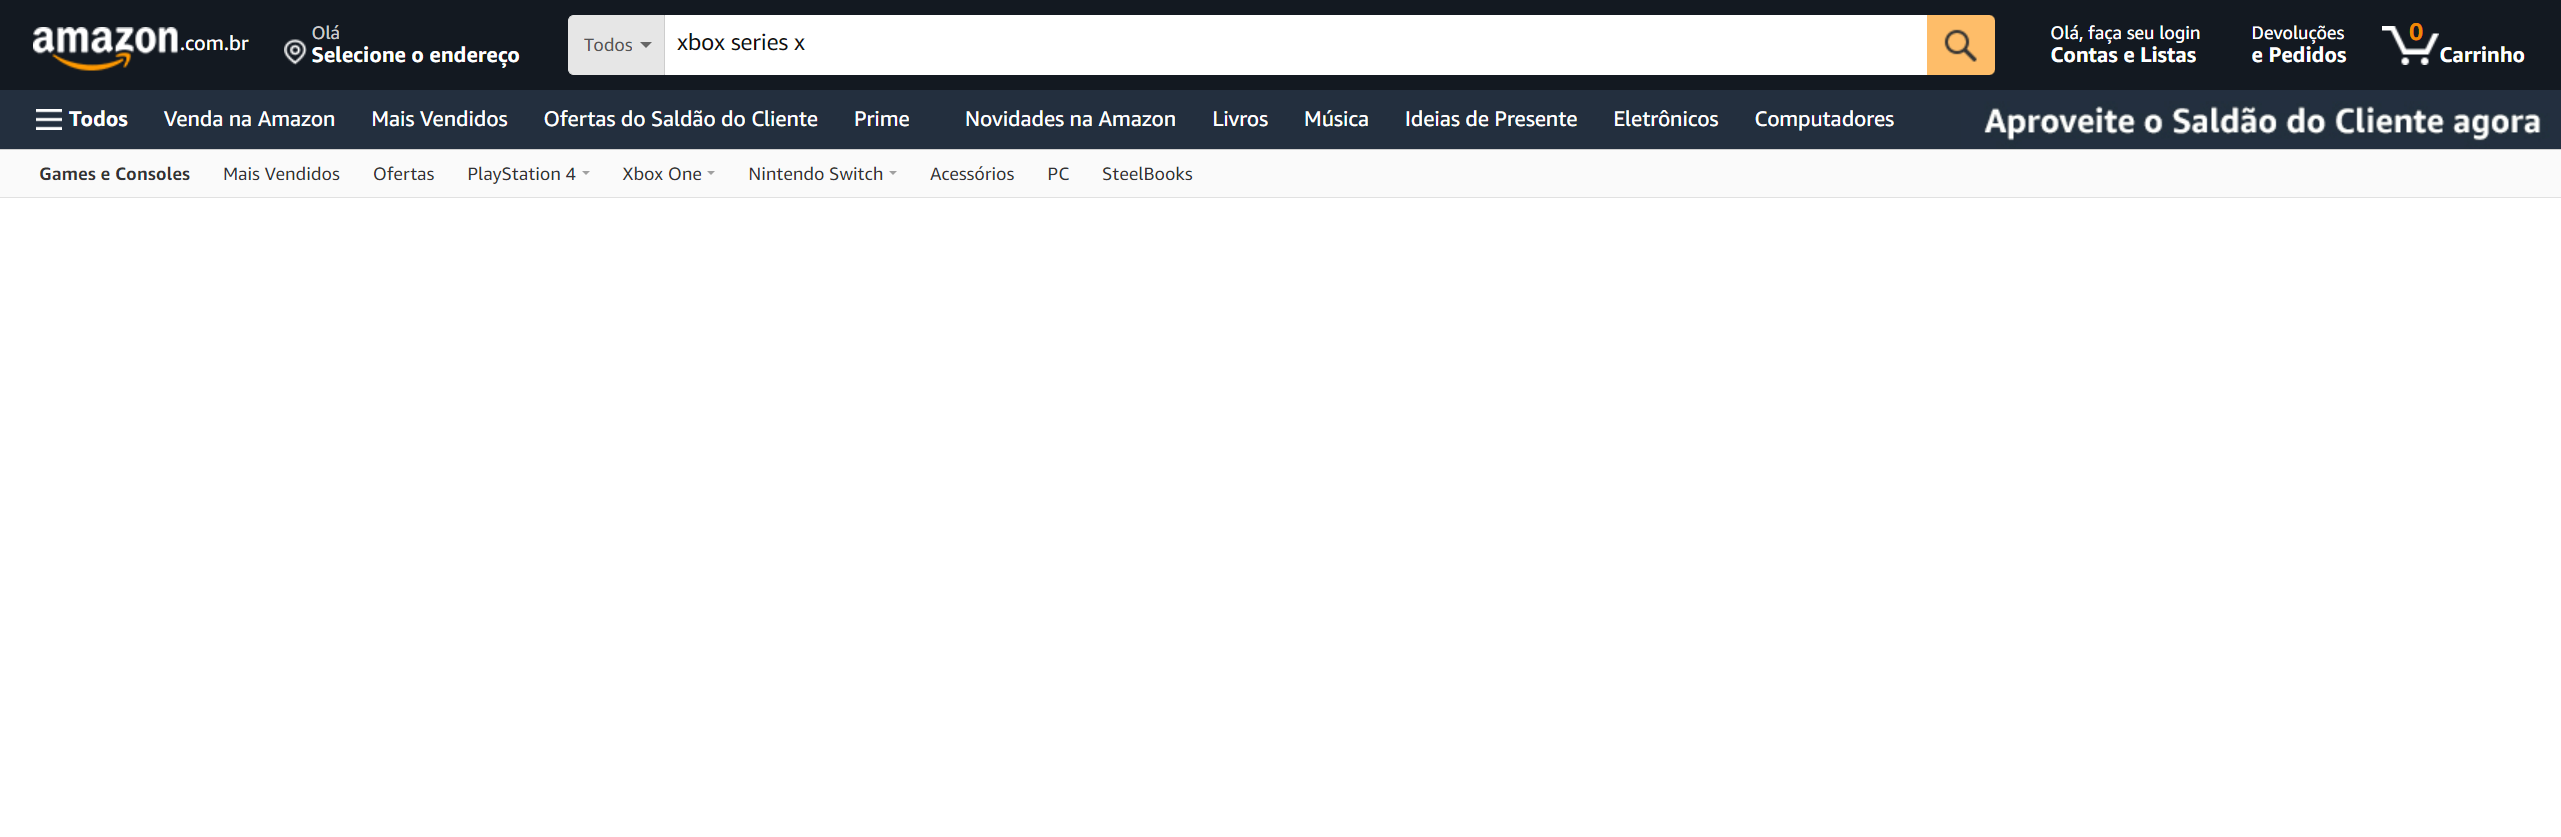 amazon.com.br
Olá
Selecione o endereço
Todos
xbox series x
Olá, faça seu login
Contas e Listas
Devoluções
e Pedidos
0
Carrinho
Todos Venda na Amazon Mais Vendidos Ofertas do Saldão do Cliente Prime Novidades na Amazon Livros Música Ideias de Presente Eletrônicos Computadores Aproveite o Saldão do Cliente agora
Games e Consoles Mais Vendidos Ofertas PlayStation 4 Xbox One Nintendo Switch Acessórios PC SteelBooks